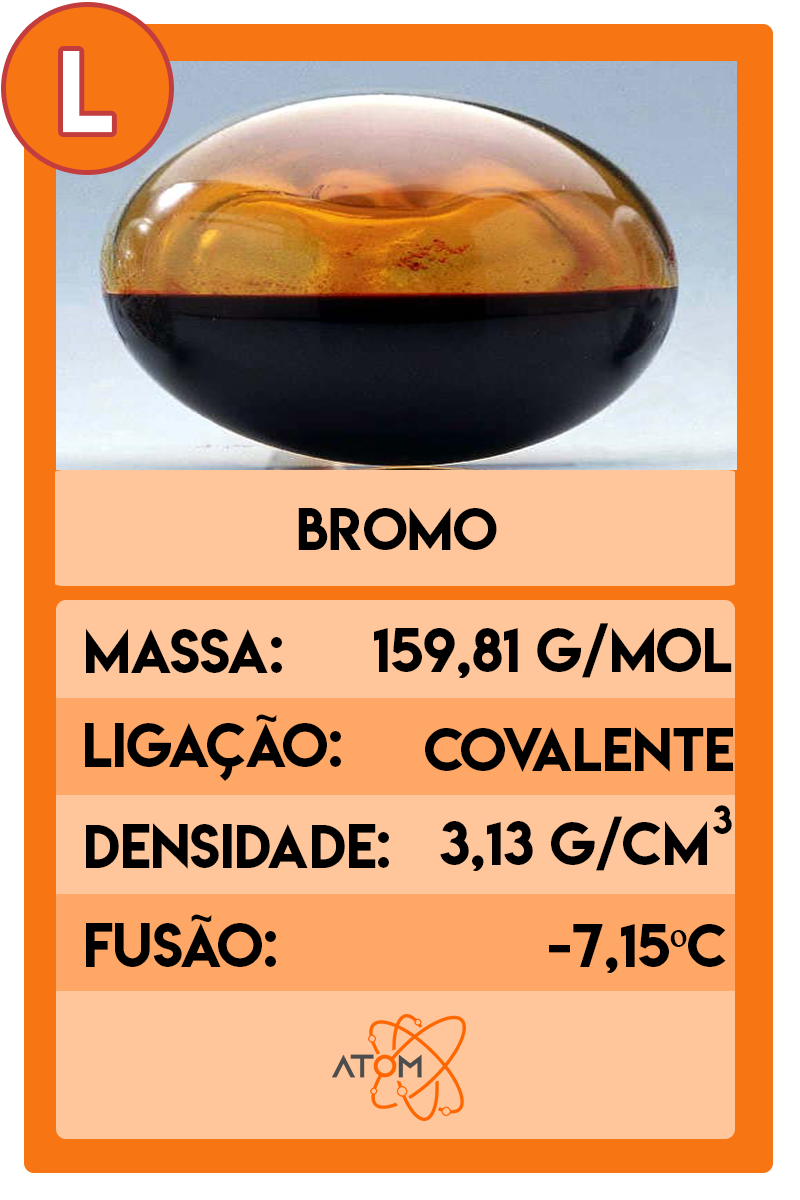 L
BROMO
MASSA: 159,81 G/MOL
LIGAÇÃO: COVALENTE
DENSIDADE: 3,13 G/CM³
FUSÃO: -7,15ºC
ATOM